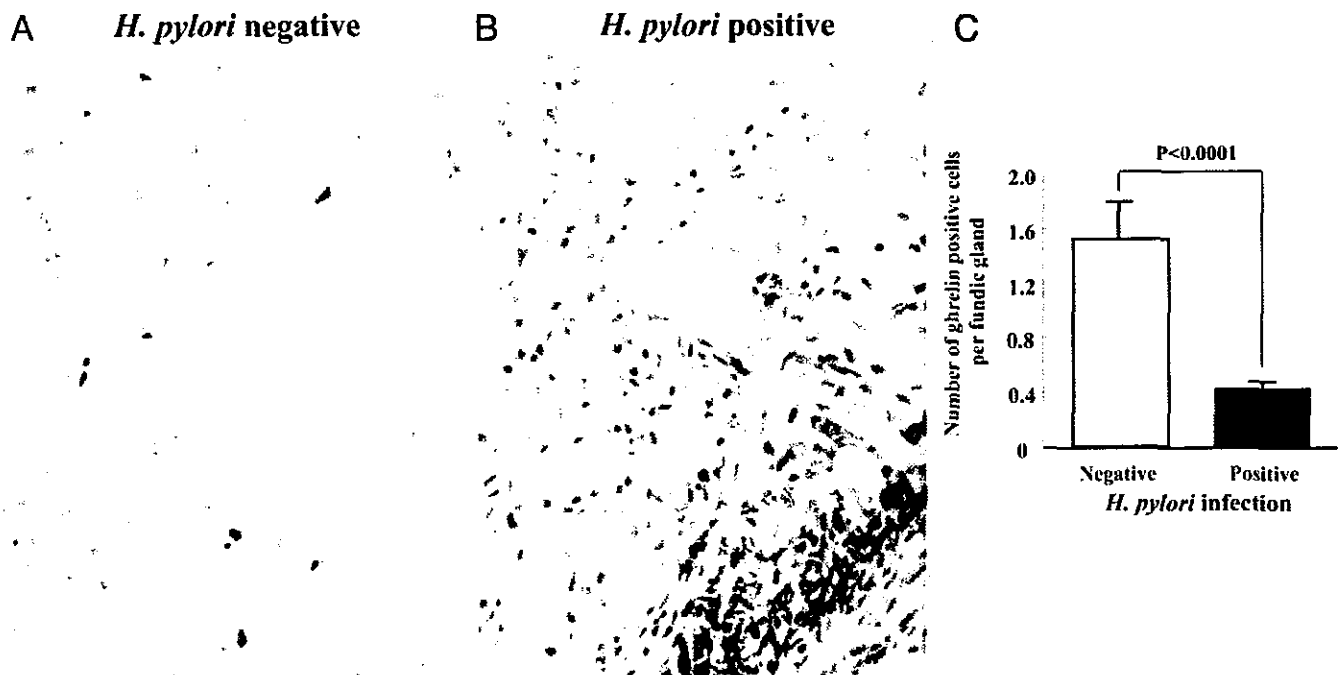 A
H. pylori negative
B
H. pylori positive
C
P<0.0001
Number of ghrelin positive cells
per fundic gland
2.0
1.6
1.2
0.8
0.4
0
Negative
Positive
H. pylori infection